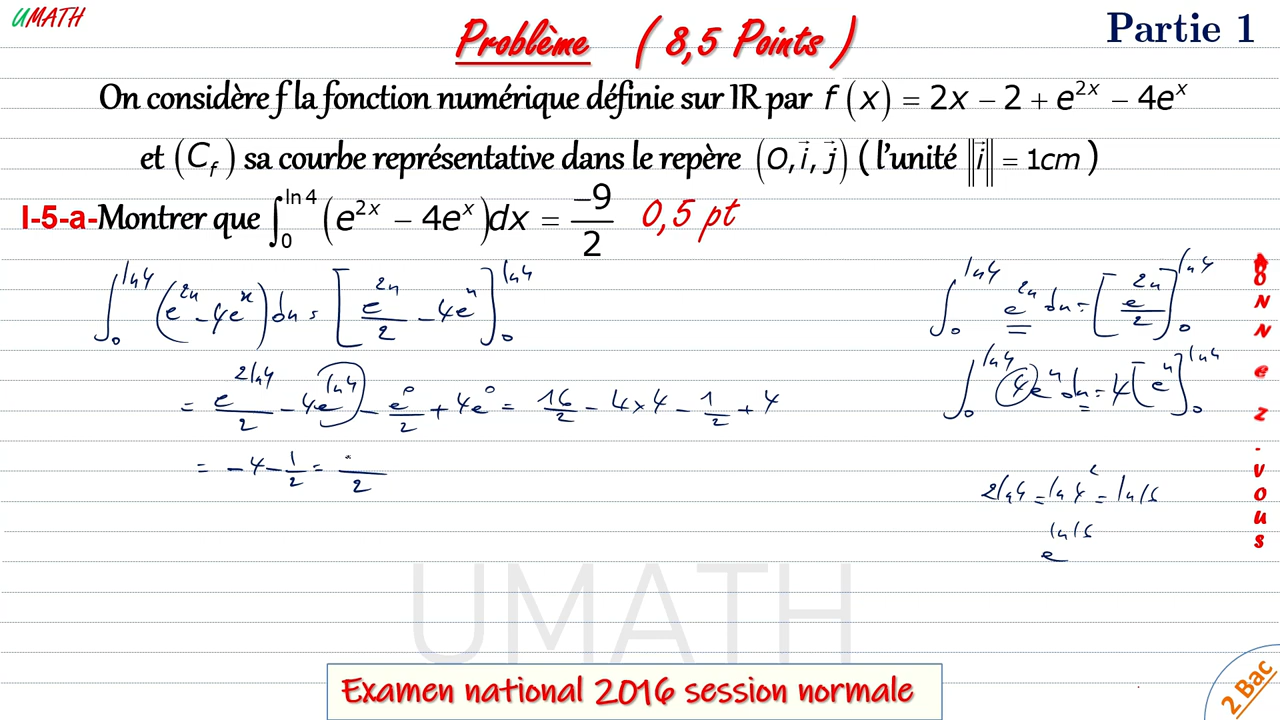 UMATH
Problème ( 8,5 Points )
Partie 1
On considère f la fonction numérique définie sur IR par f(x) = 2x − 2 + e^{2x} − 4e^x
et (C_f) sa courbe représentative dans le repère (O, i⃗, j⃗) ( l'unité ‖i⃗‖ = 1cm )
I-5-a-Montrer que ∫_0^{ln 4} (e^{2x} − 4e^x)dx = −9/2 0,5 pt
∫_0^{ln4} (e^{2x} − 4e^x) dx = [e^{2x}/2 − 4e^x]_0^{ln4}
= e^{2ln4}/2 − 4e^{ln4} − e^0/2 + 4e^0 = 16/2 − 4×4 − 1/2 + 4
= −4 − 1/2 = /2
∫_0^{ln4} e^{2x} dx = [e^{2x}/2]_0^{ln4}
∫_0^{ln4} 4e^x dx = 4[e^x]_0^{ln4}
2ln4 = ln4^2 = ln16
e^{ln16}
ABONNez-vous
UMATH
Examen national 2016 session normale
2 Bac